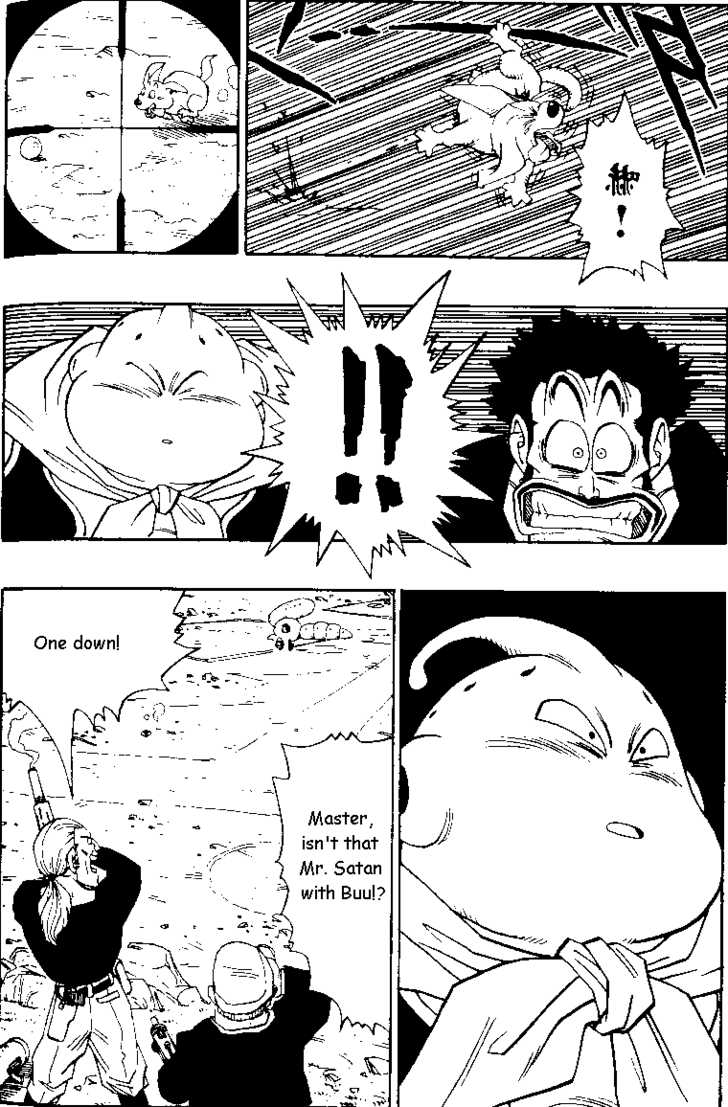 !
!!
One down!
Master,
isn't that
Mr. Satan
with Buu!?